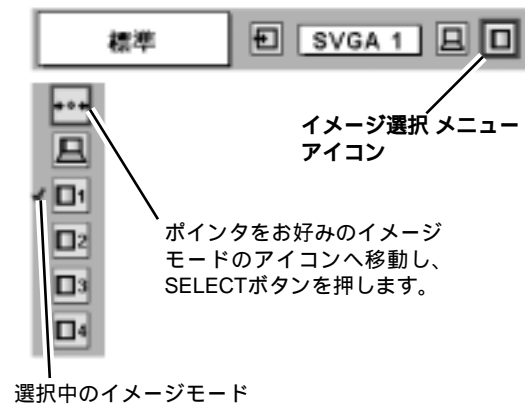 標準
SVGA 1
イメージ選択 メニュー
アイコン
1
2
3
4
ポインタをお好みのイメージ
モードのアイコンへ移動し、
SELECTボタンを押します。
選択中のイメージモード